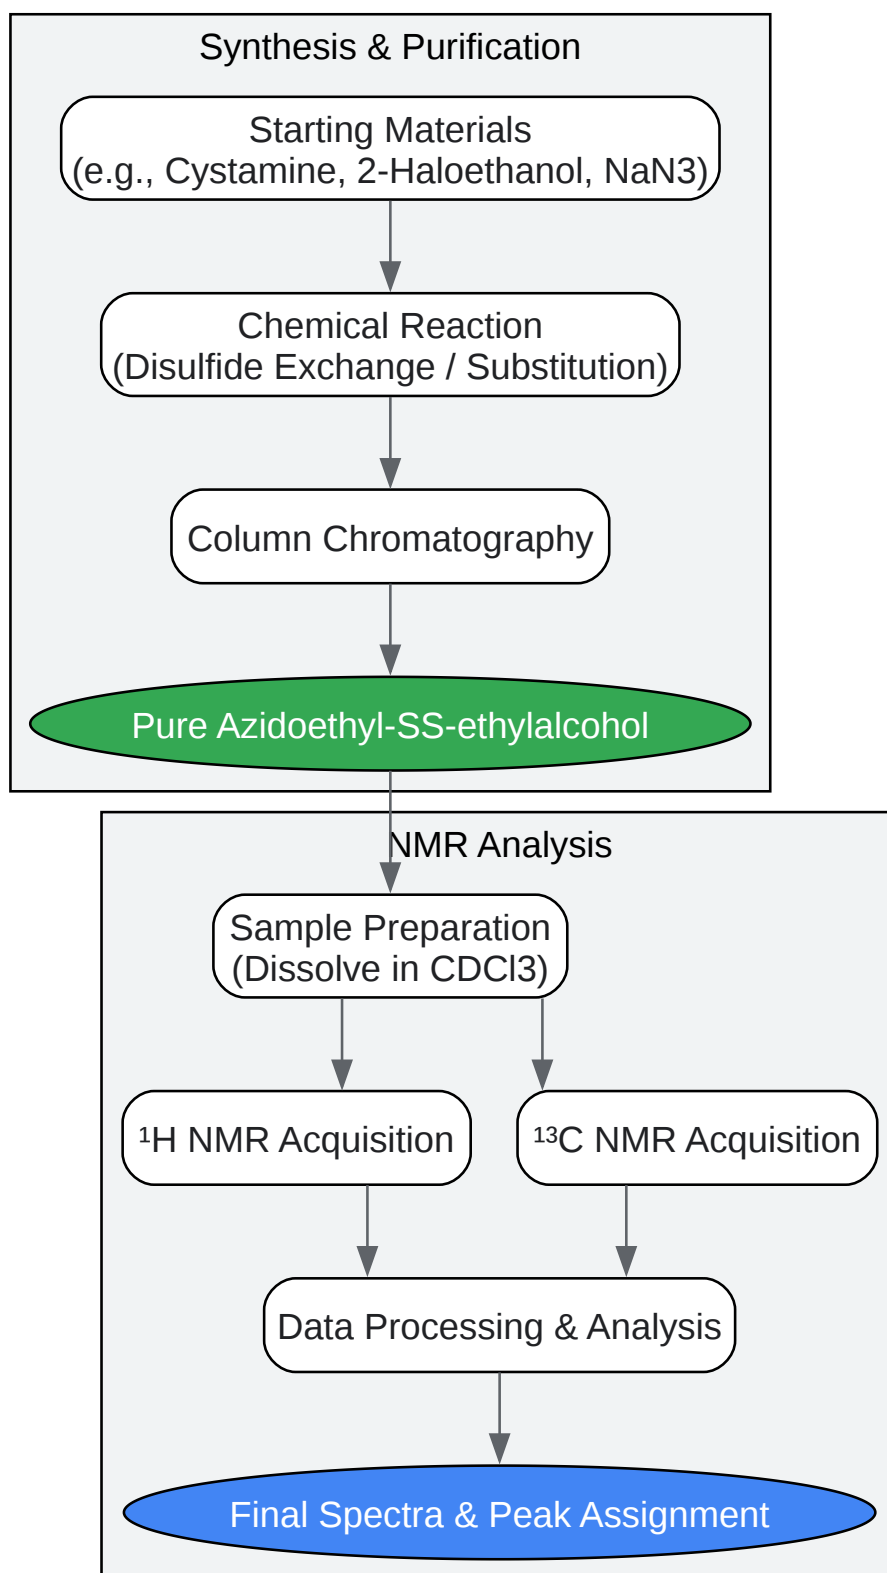 Synthesis & Purification
Starting Materials
(e.g., Cystamine, 2-Haloethanol, NaN3)
Chemical Reaction
(Disulfide Exchange / Substitution)
Column Chromatography
Pure Azidoethyl-SS-ethylalcohol
NMR Analysis
Sample Preparation
(Dissolve in CDCl3)
¹H NMR Acquisition
¹³C NMR Acquisition
Data Processing & Analysis
Final Spectra & Peak Assignment